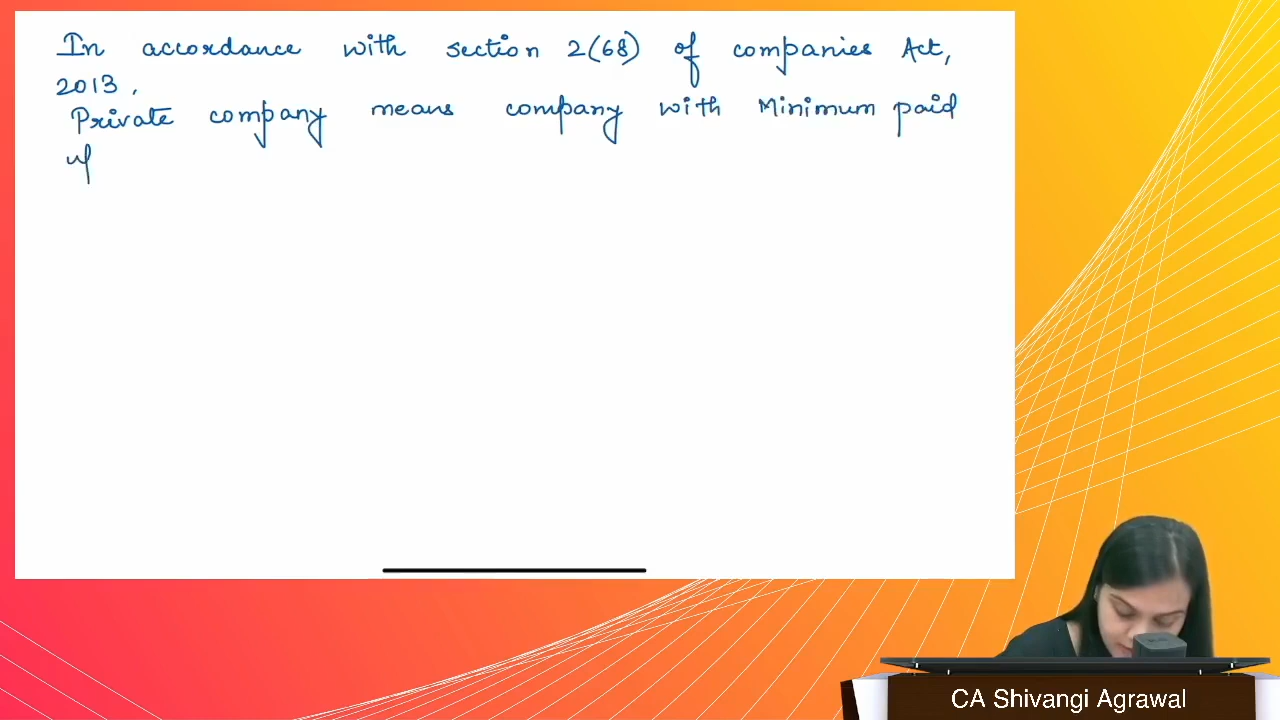 In accordance with section 2(68) of companies Act,
2013.
Private company means company with Minimum paid
up
CA Shivangi Agrawal